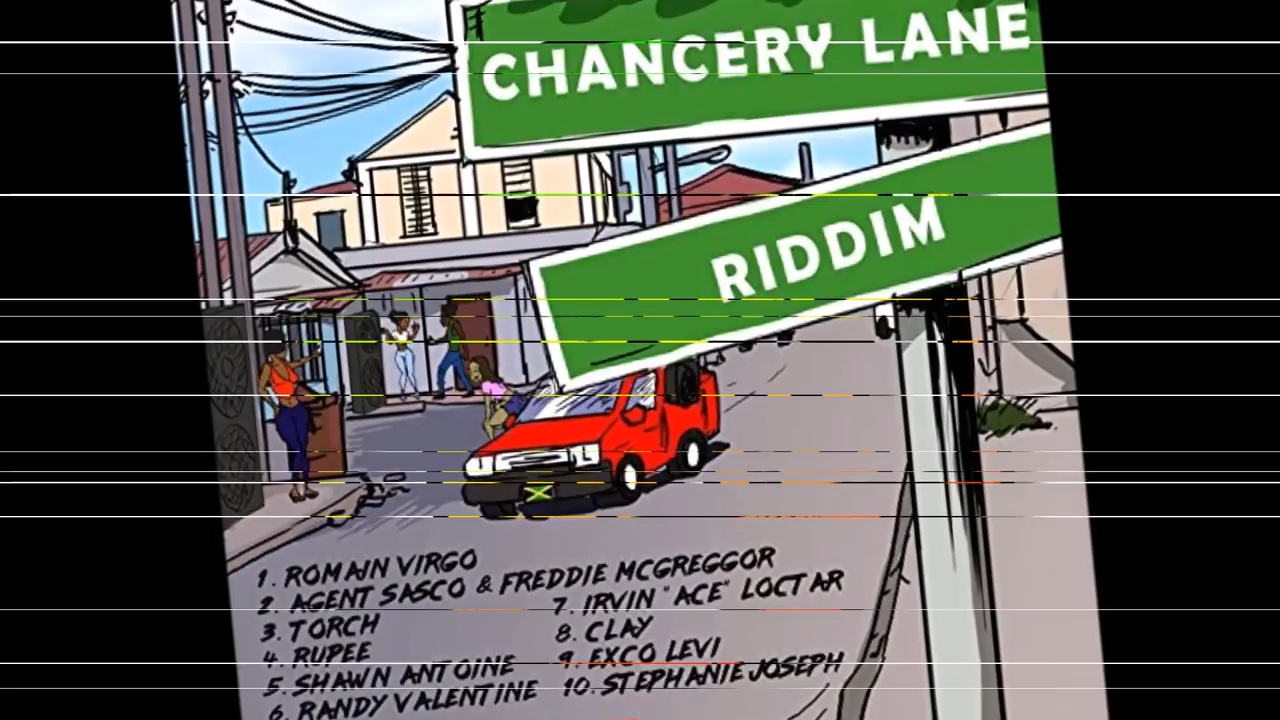 CHANCERY LANE
RIDDIM
1. ROMAIN VIRGO
2. AGENT SASCO & FREDDIE MCGREGGOR
3. TORCH
4. RUPEE
5. SHAWN ANTOINE
6. RANDY VALENTINE
7. IRVIN "ACE" LOCTAR
8. CLAY
9. EXCO LEVI
10. STEPHANIE JOSEPH